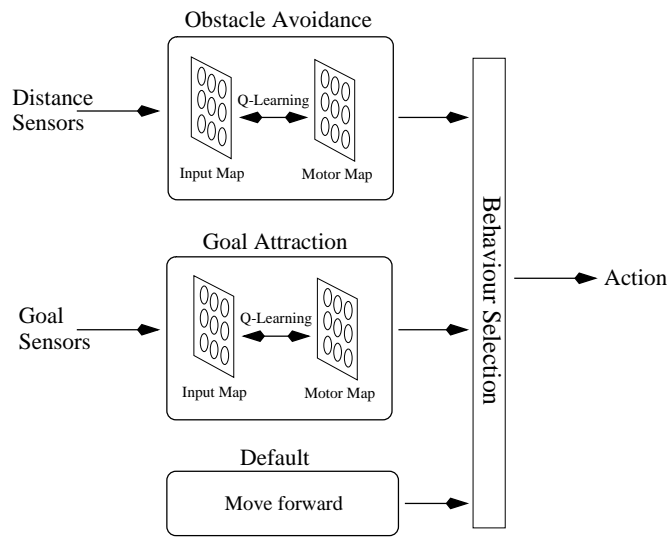 Obstacle Avoidance
Distance
Sensors
Q-Learning
Input Map
Motor Map
Goal Attraction
Goal
Sensors
Q-Learning
Input Map
Motor Map
Default
Move forward
Behaviour Selection
Action